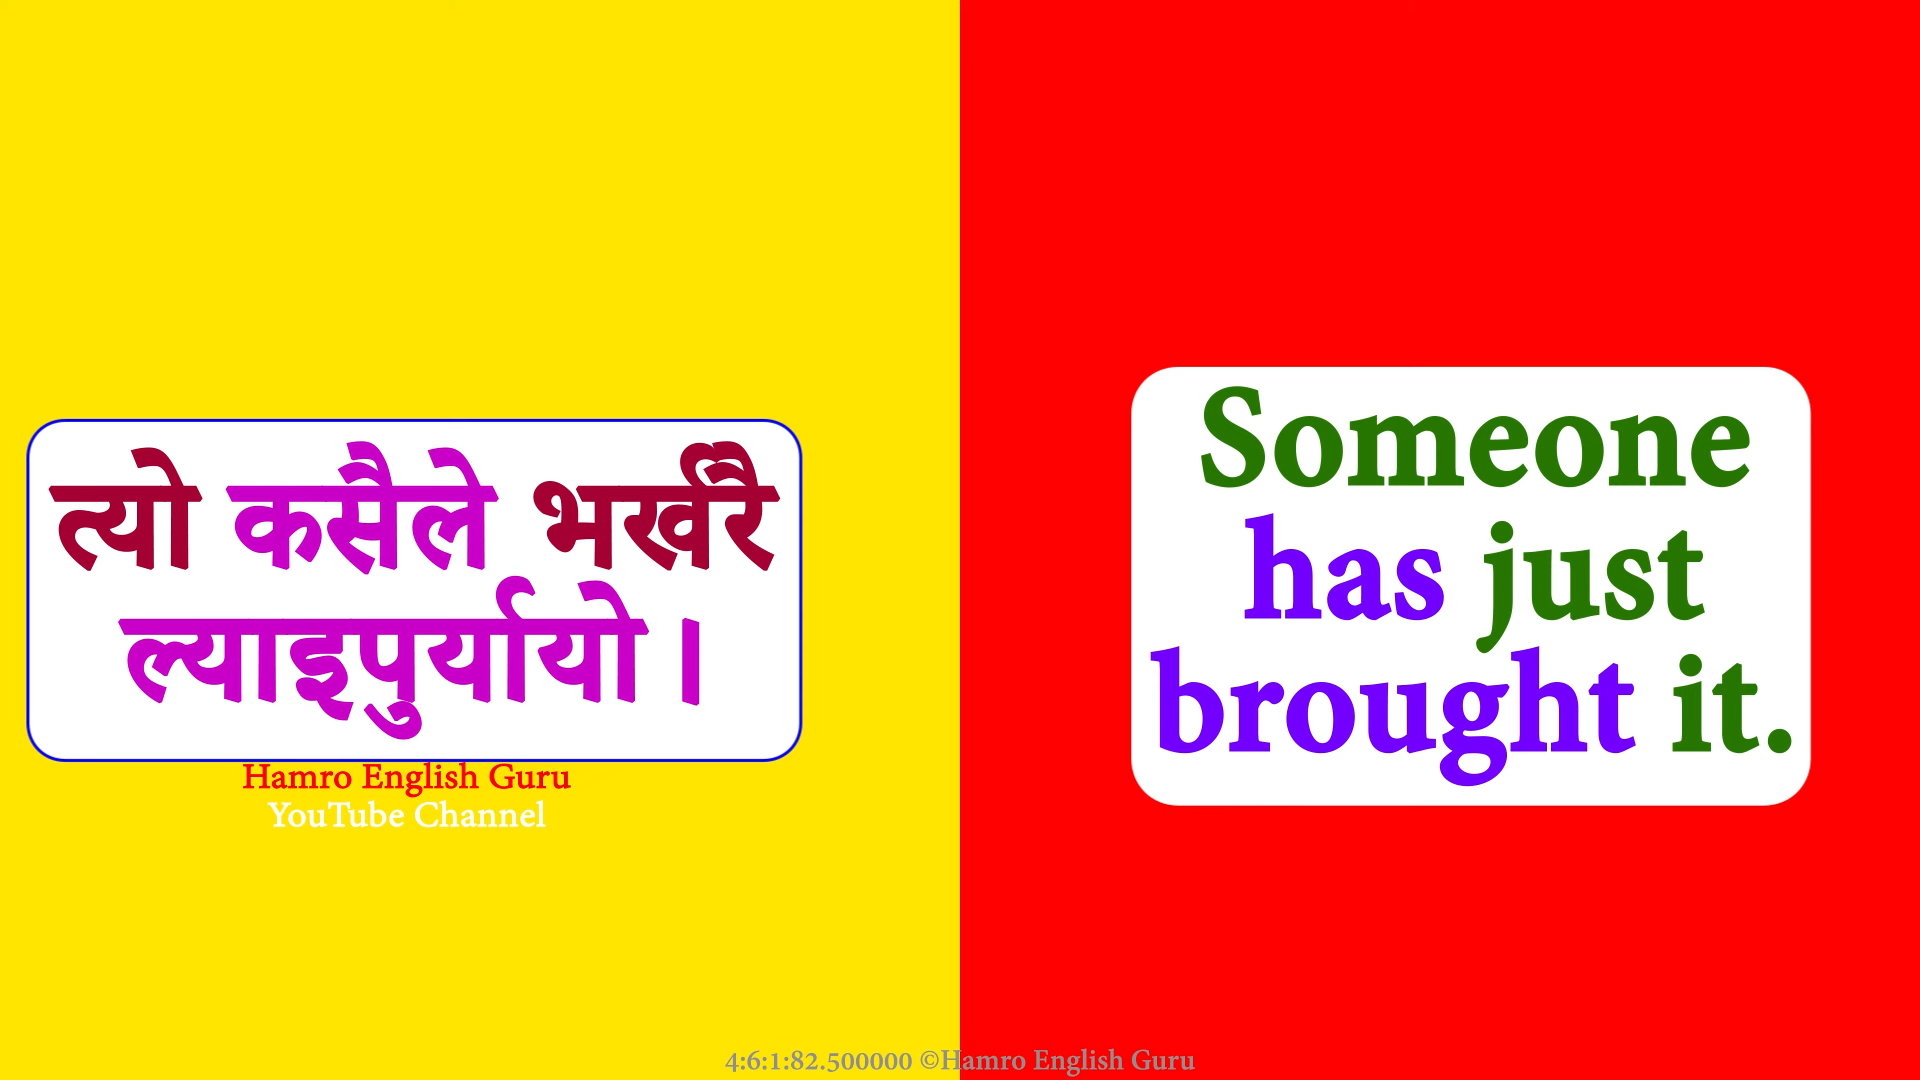 त्यो कसैले भर्खरै
ल्याइपुर्यायो ।
Hamro English Guru
YouTube Channel
Someone
has just
brought it.
4:6:1:82.500000 ©Hamro English Guru